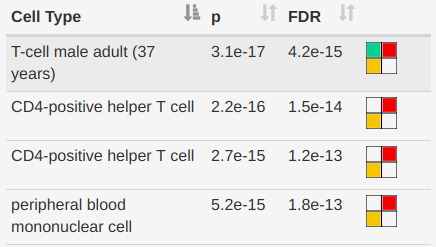 Cell Type p FDR
T-cell male adult (37 3.1e-17 4.2e-15
years)
CD4-positive helper T cell 2.2e-16 1.5e-14
CD4-positive helper T cell 2.7e-15 1.2e-13
peripheral blood 5.2e-15 1.8e-13
mononuclear cell